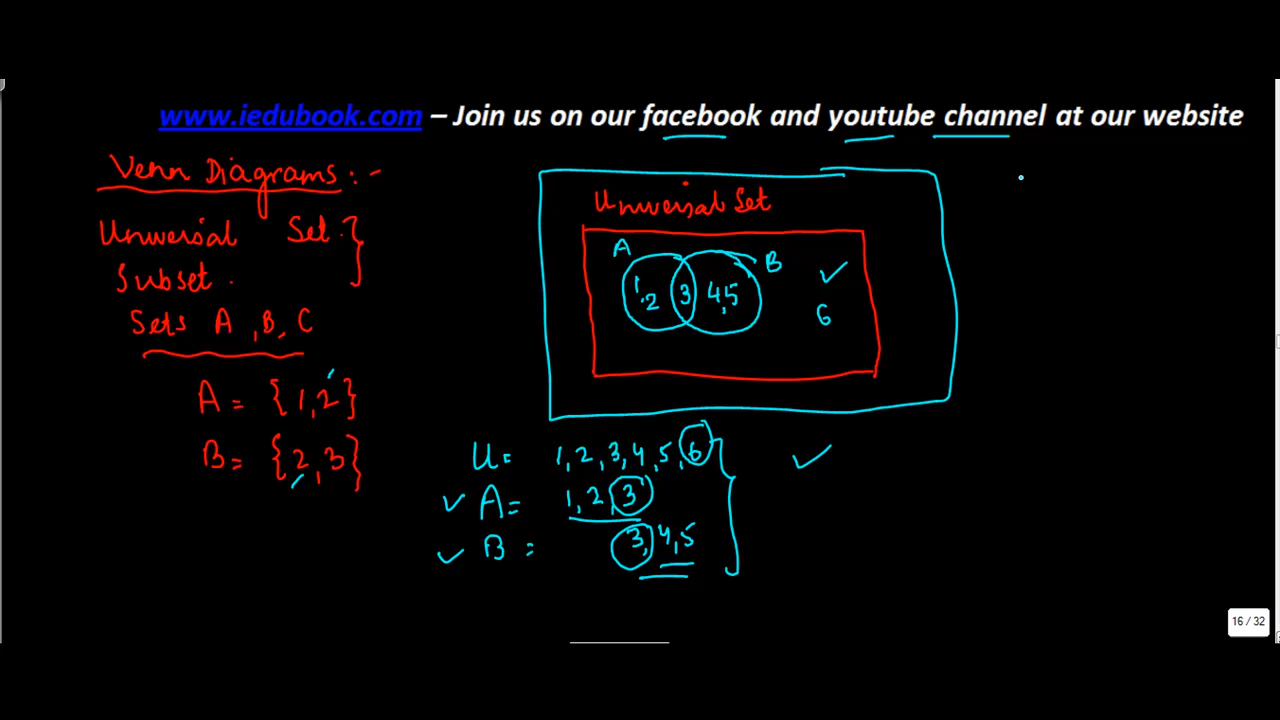 www.iedubook.com – Join us on our facebook and youtube channel at our website
Venn Diagrams :-
Universal Set
Subset
Sets A, B, C
A = {1, 2}
B = {2, 3}
Universal Set
A B
1, 2 3 4, 5
6
U = 1, 2, 3, 4, 5, 6
A = 1, 2, 3
B = 3, 4, 5
16 / 32